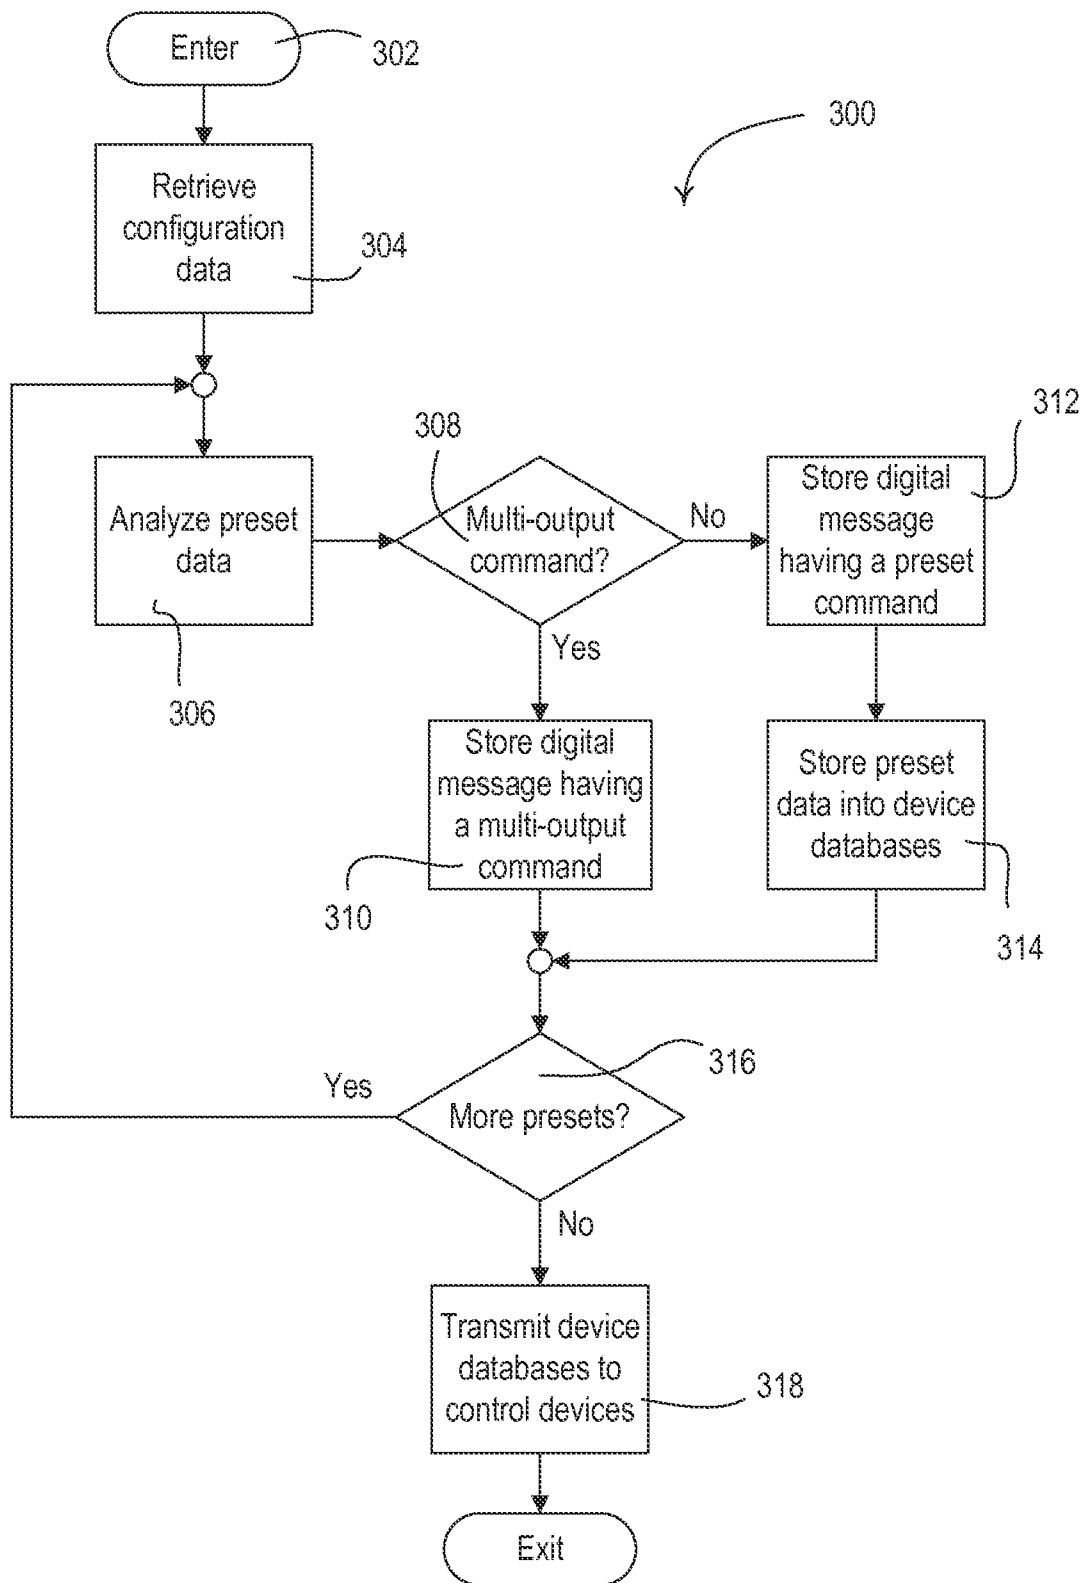 Enter
302
300
Retrieve
configuration
data
304
308
312
Analyze preset
data
306
Multi-output
command?
No
Yes
Store digital
message
having a preset
command
Store digital
message having
a multi-output
command
310
Store preset
data into device
databases
314
316
Yes
More presets?
No
Transmit device
databases to
control devices
318
Exit